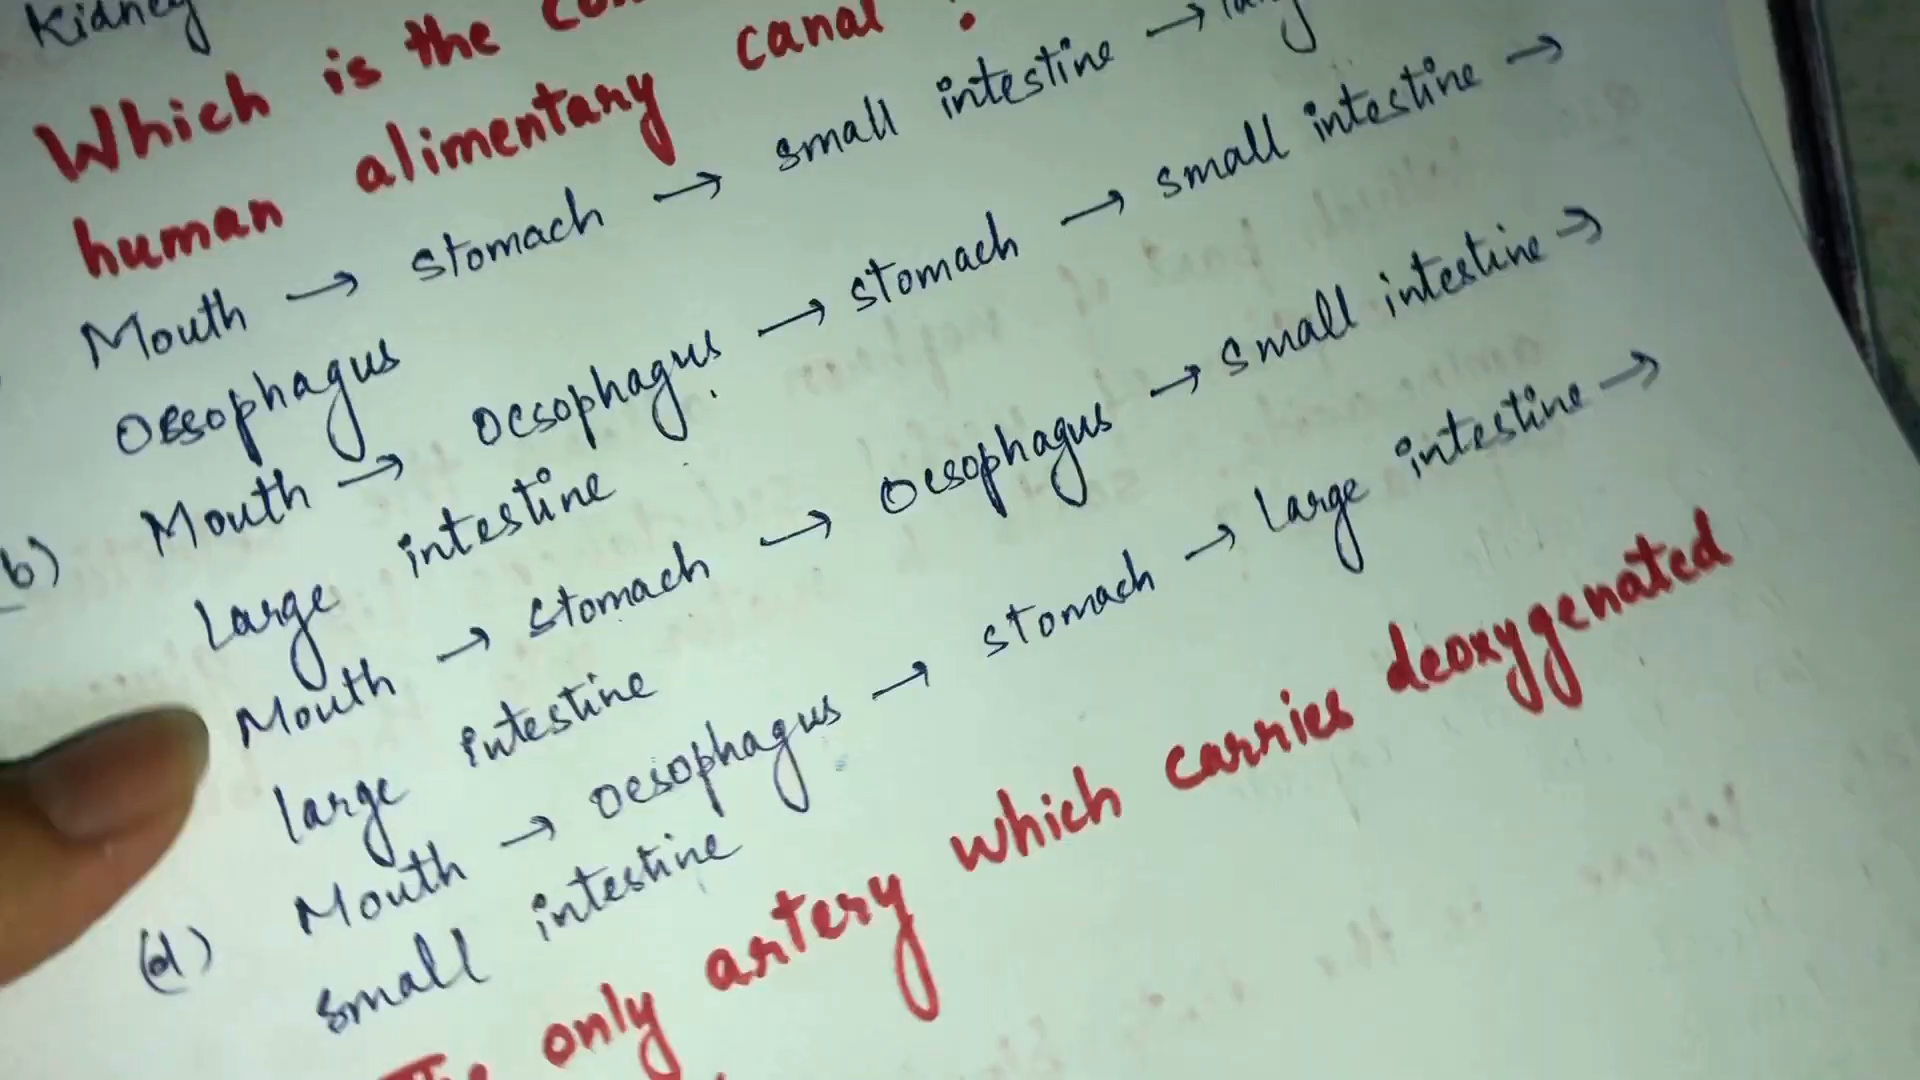 Kidney
Which is the
human alimentary canal :
Mouth → stomach → small intestine →
Oesophagus
b) Mouth → oesophagus → stomach → small intestine →
Large intestine
Mouth → stomach → oesophagus → small intestine →
large intestine
(d) Mouth → oesophagus → stomach → large intestine →
small intestine
only artery which carries deoxygenated